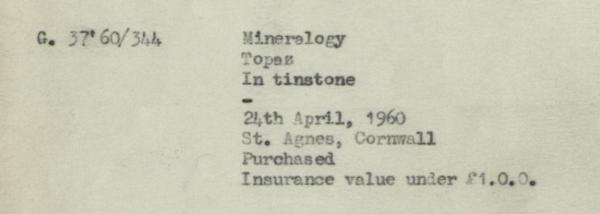 G. 37'60/344
Mineralogy
Topaz
In tinstone
-
24th April, 1960
St. Agnes, Cornwall
Purchased
Insurance value under £1.0.0.